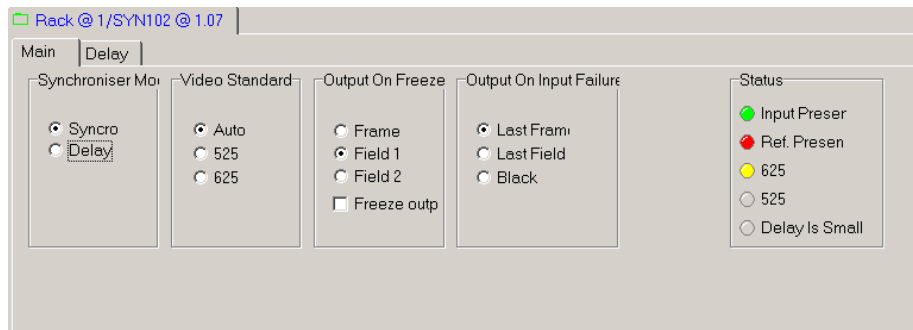 Rack @ 1/SYN102 @ 1.07
Main
Delay
Synchroniser Mo
Syncro
Delay
Video Standard
Auto
525
625
Output On Freeze
Frame
Field 1
Field 2
Freeze outp
Output On Input Failure
Last Fram
Last Field
Black
Status
Input Preser
Ref. Presen
625
525
Delay Is Small